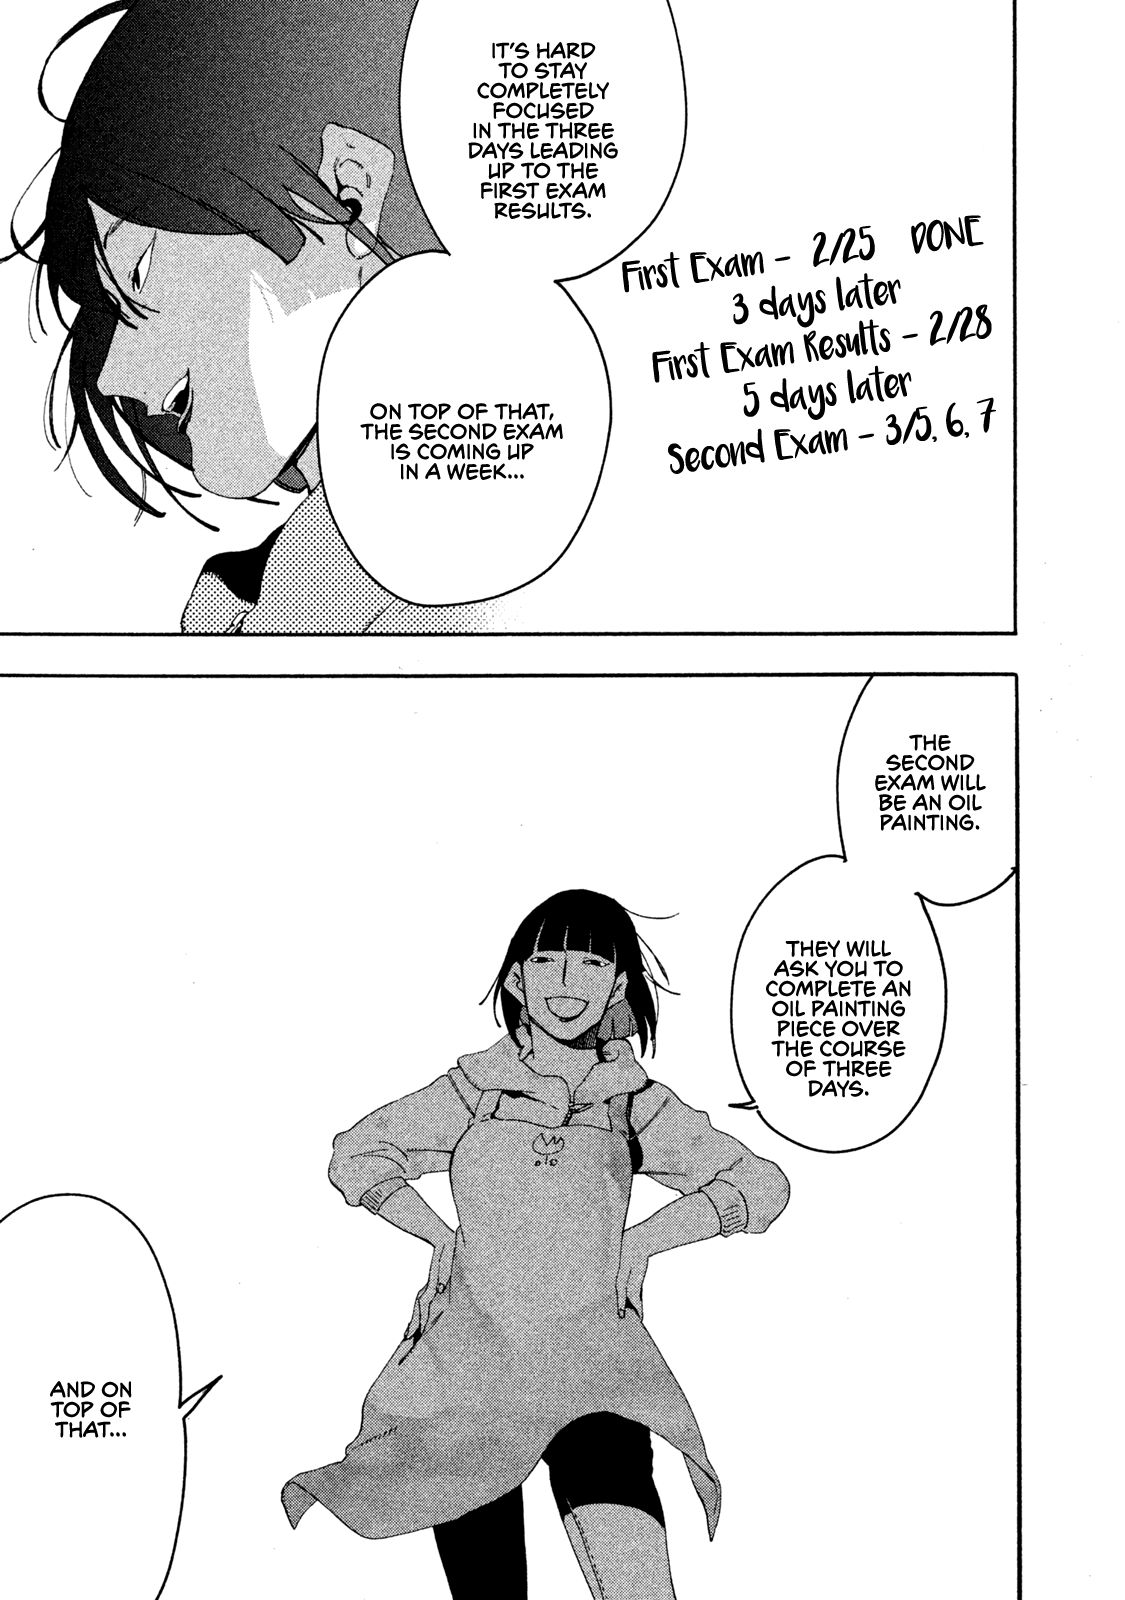 IT'S HARD
TO STAY
COMPLETELY
FOCUSED
IN THE THREE
DAYS LEADING
UP TO THE
FIRST EXAM
RESULTS.
First Exam – 2/25 DONE
3 days later
First Exam Results – 2/28
5 days later
Second Exam – 3/5, 6, 7
ON TOP OF THAT,
THE SECOND EXAM
IS COMING UP
IN A WEEK...
THE
SECOND
EXAM WILL
BE AN OIL
PAINTING.
THEY WILL
ASK YOU TO
COMPLETE AN
OIL PAINTING
PIECE OVER
THE COURSE
OF THREE
DAYS.
AND ON
TOP OF
THAT...